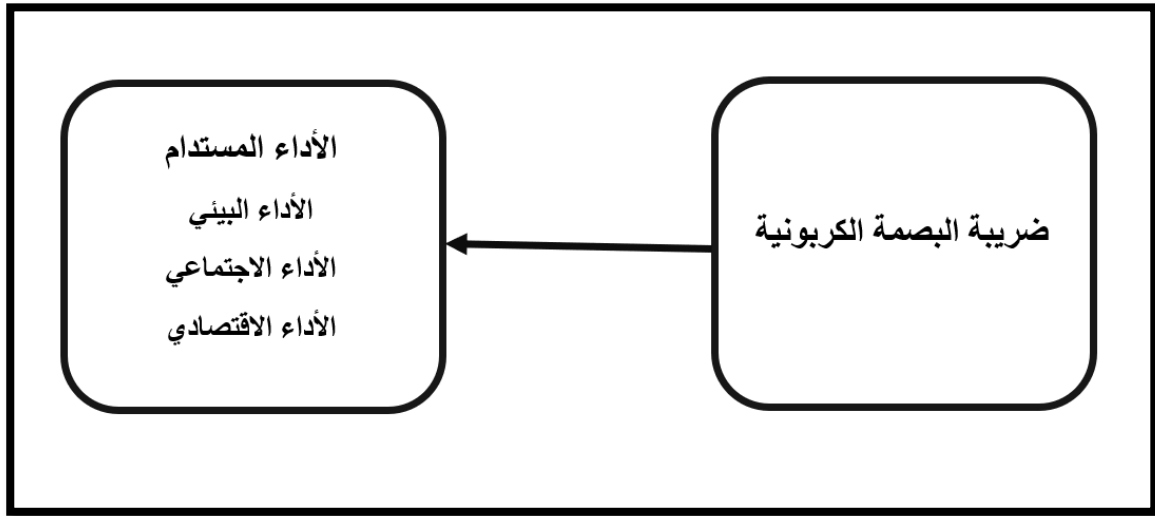 ضريبة البصمة الكربونية
الأداء المستدام
الأداء البيئي
الأداء الاجتماعي
الأداء الاقتصادي